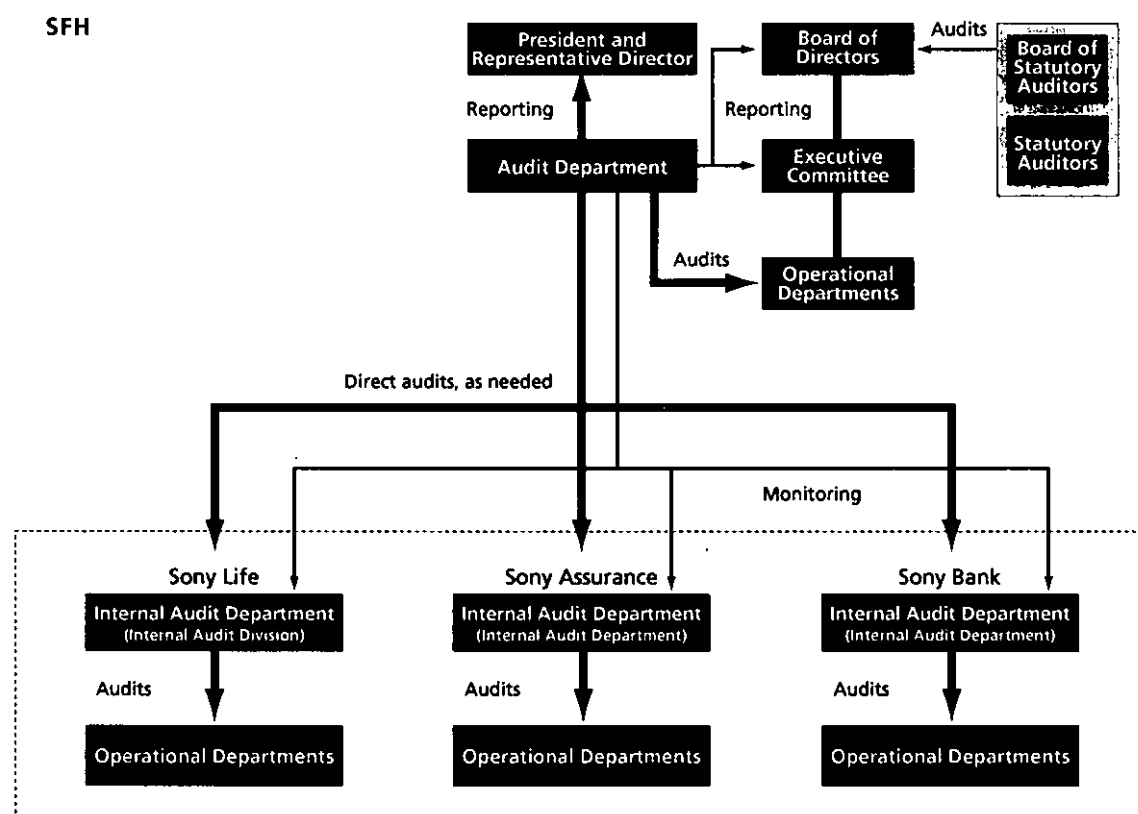 SFH
President and
Representative Director
Board of
Directors
Audits
Board of
Statutory
Auditors
Reporting
Reporting
Audit Department
Executive
Committee
Statutory
Auditors
Audits
Operational
Departments
Direct audits, as needed
Monitoring
Sony Life
Sony Assurance
Sony Bank
Internal Audit Department
(Internal Audit Division)
Internal Audit Department
(Internal Audit Department)
Internal Audit Department
(Internal Audit Department)
Audits
Audits
Audits
Operational Departments
Operational Departments
Operational Departments